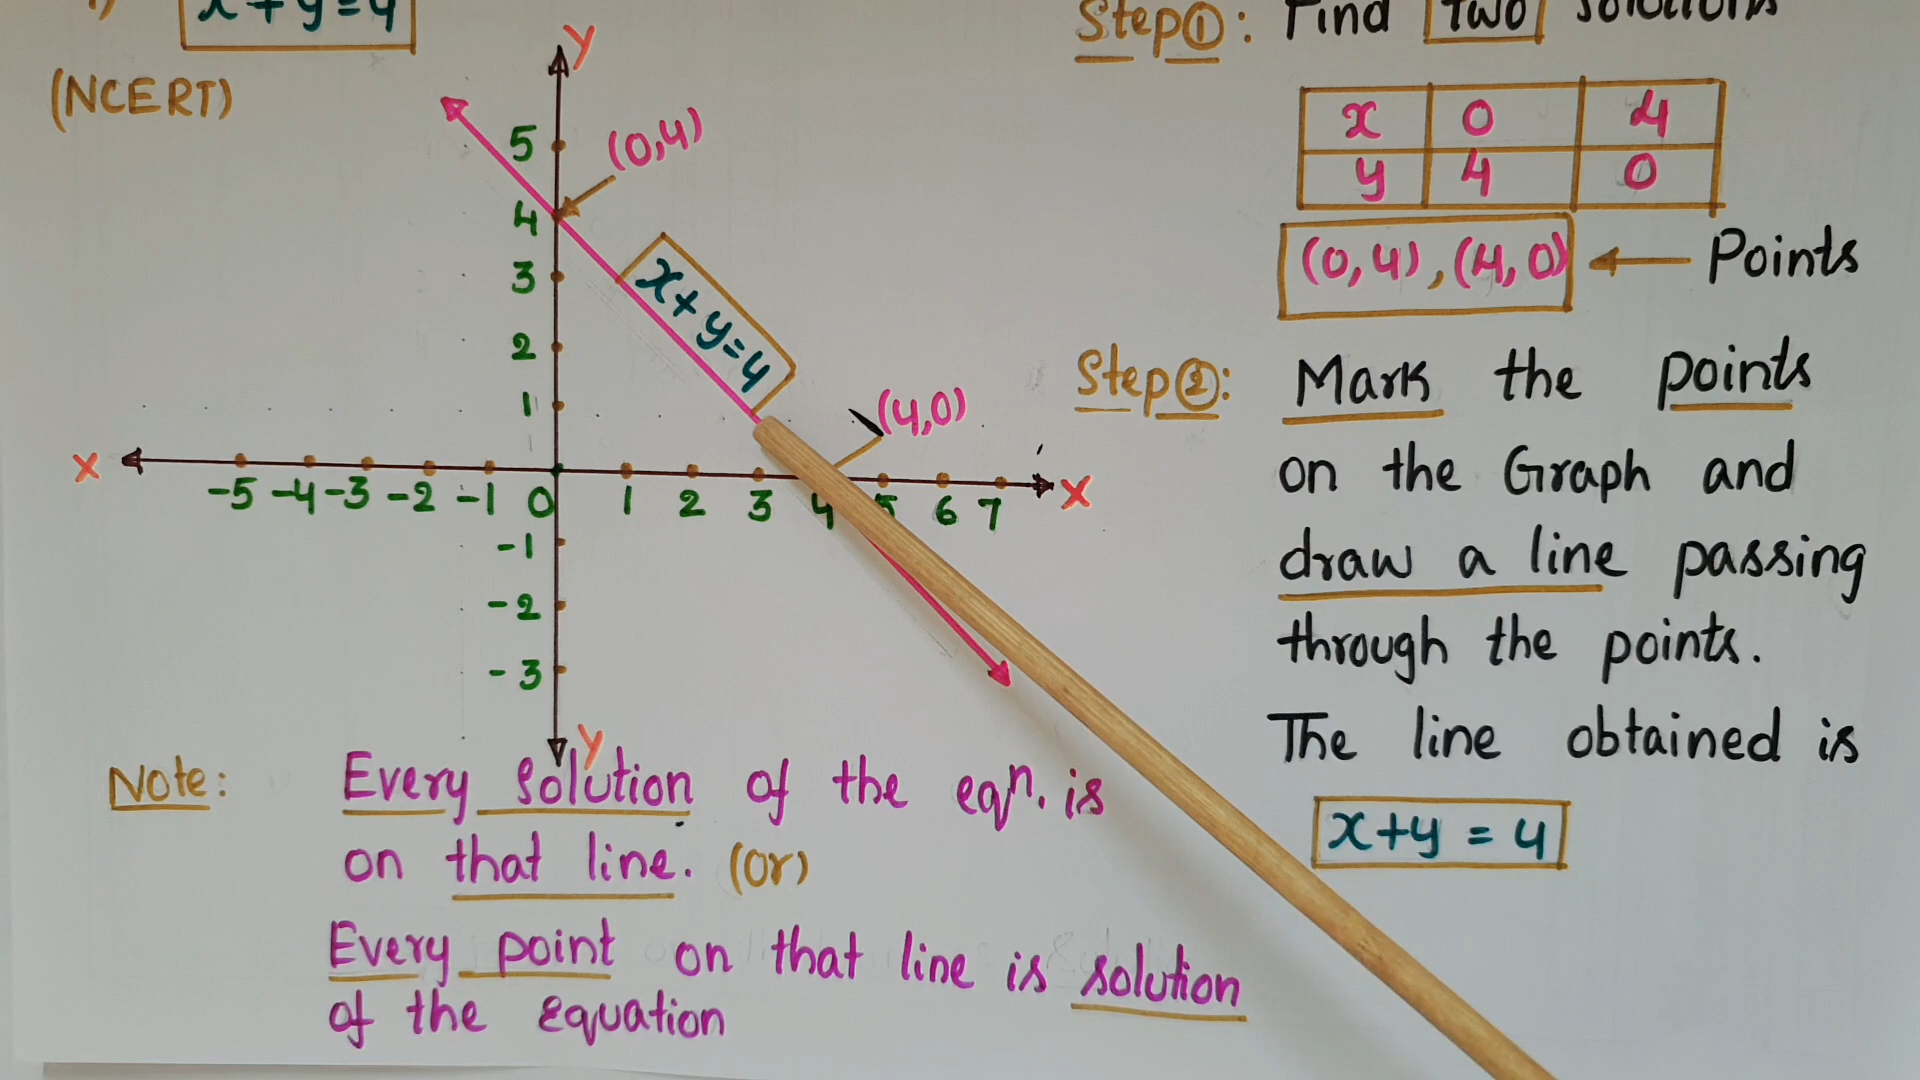 1) x+y=4
(NCERT)
Y
5
(0,4)
4
3
x+y=4
2
1
(4,0)
X -5 -4 -3 -2 -1 0 1 2 3 4 5 6 7 X
-1
-2
-3
Y
Note: Every solution of the eqn. is
on that line. (Or)
Every point on that line is solution
of the equation
Step①: Find two solutions
x 0 4
y 4 0
(0,4), (4,0) Points
Step②: Mark the points
on the Graph and
draw a line passing
through the points.
The line obtained is
x+y = 4